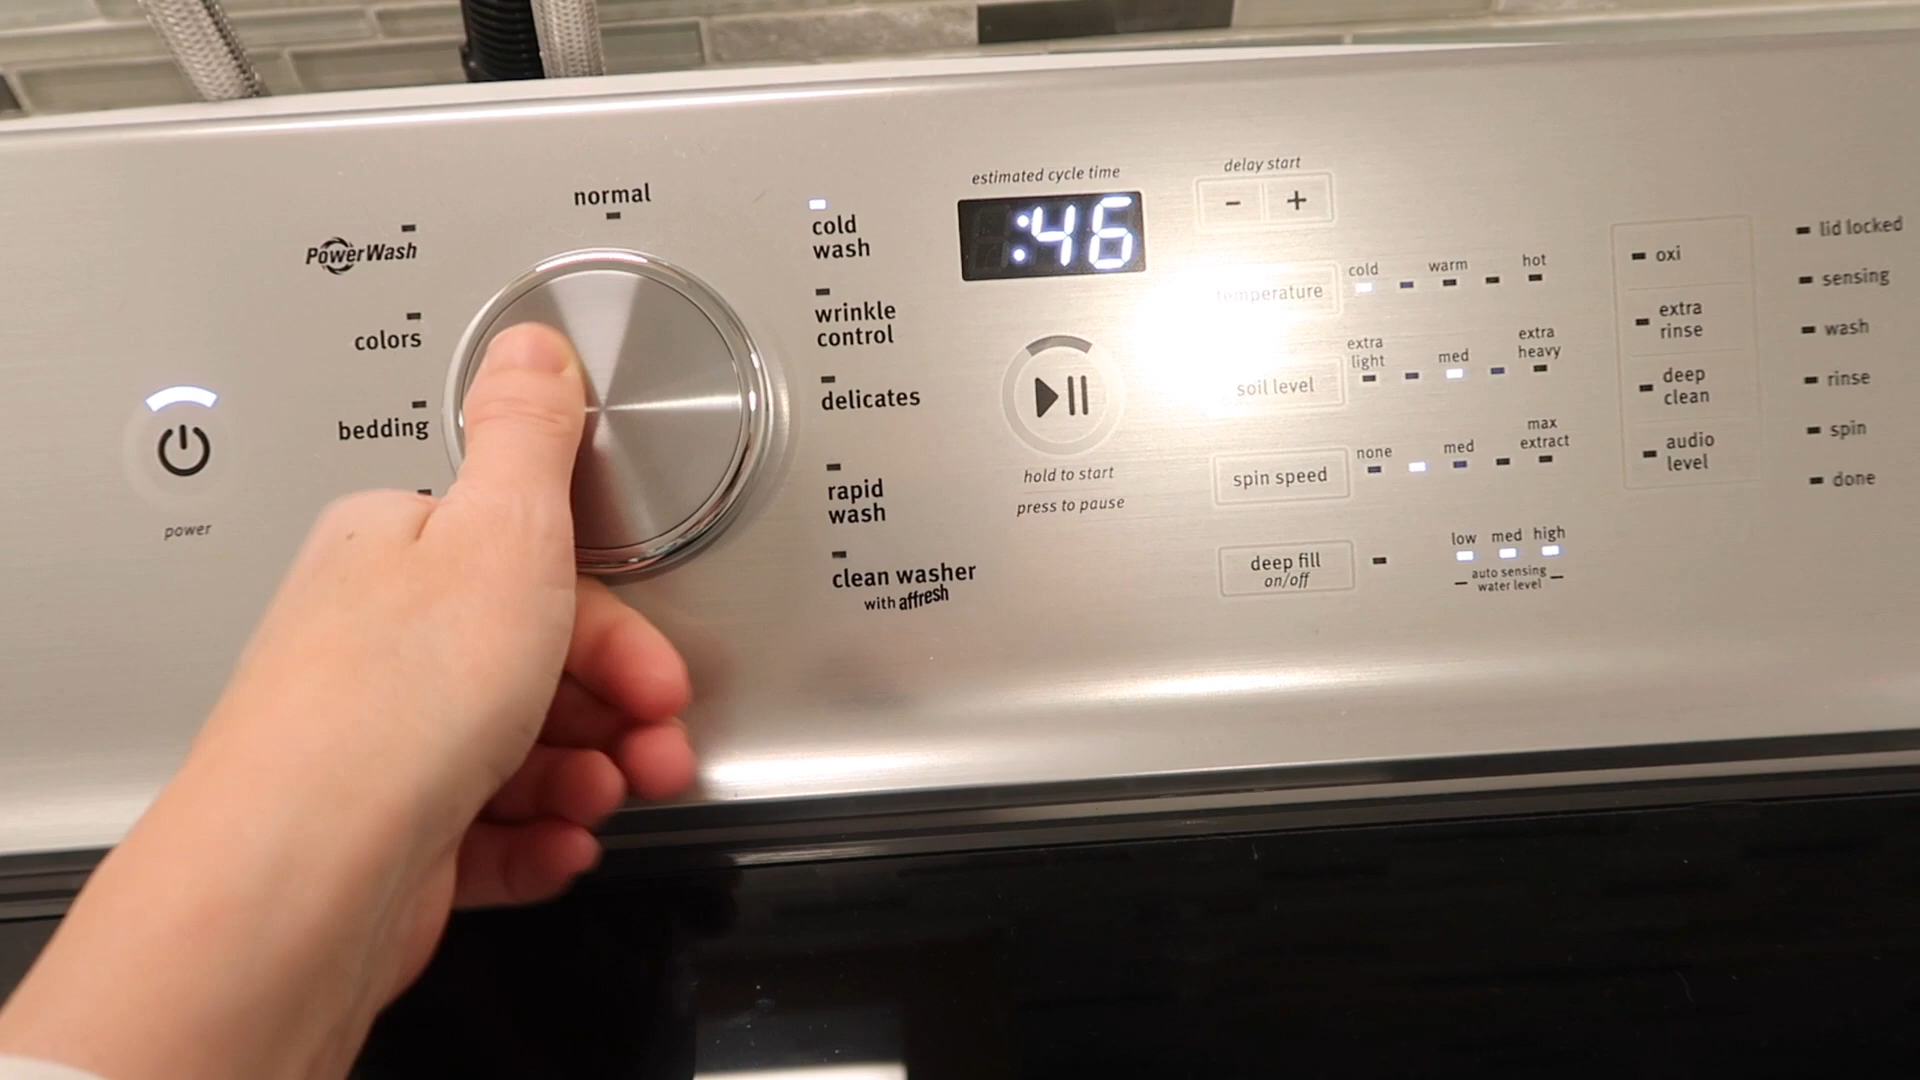 power
PowerWash
colors
bedding
normal
cold
wash
wrinkle
control
delicates
rapid
wash
clean washer
with affresh
estimated cycle time
:46
hold to start
press to pause
delay start
- +
temperature
cold warm hot
soil level
extra
light
med
extra
heavy
spin speed
none med
max
extract
deep fill
on/off
low med high
auto sensing
water level
oxi
extra
rinse
deep
clean
audio
level
lid locked
sensing
wash
rinse
spin
done